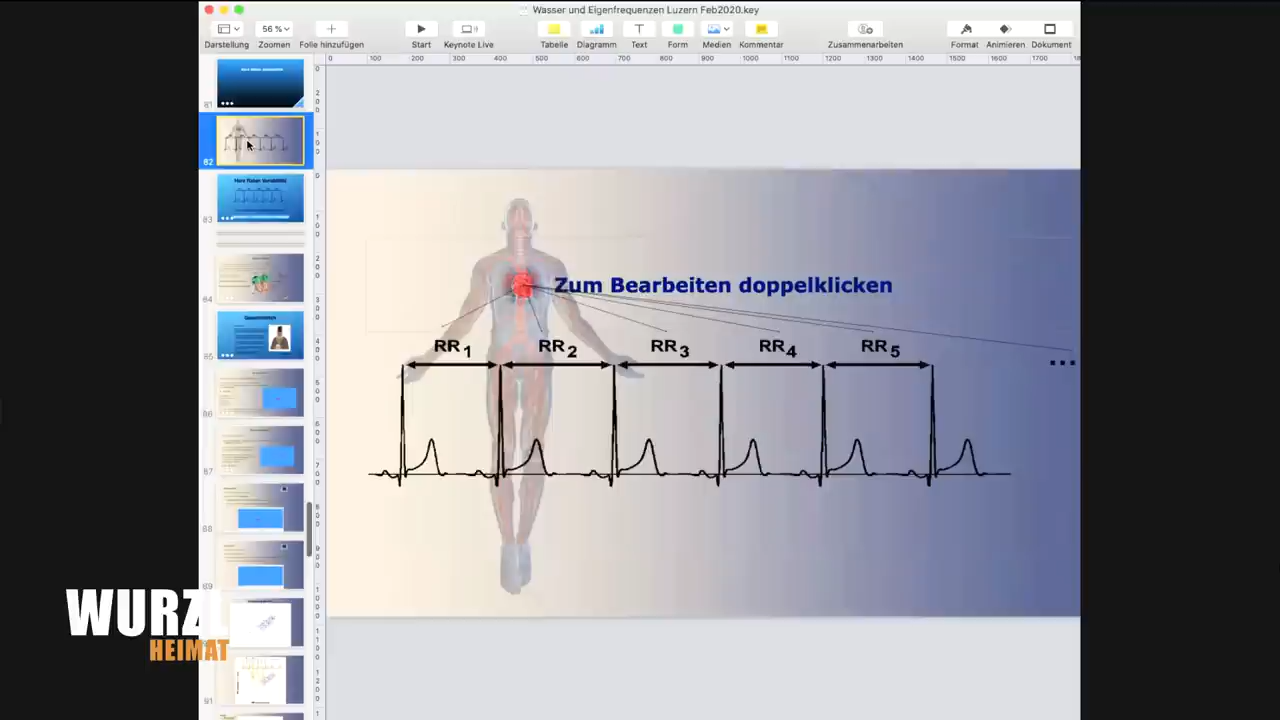 Wasser und Eigenfrequenzen Luzern Feb2020.key
56 %
Darstellung Zoomen Folie hinzufügen Start Keynote Live Tabelle Diagramm Text Form Medien Kommentar Zusammenarbeiten Format Animieren Dokument
0 100 200 300 400 500 600 700 800 900 1000 1100 1200 1300 1400 1500 1600 1700
81
82
83
84
85
86
87
88
89
91
Zum Bearbeiten doppelklicken
RR1 RR2 RR3 RR4 RR5 ...
WURZL
HEIMAT